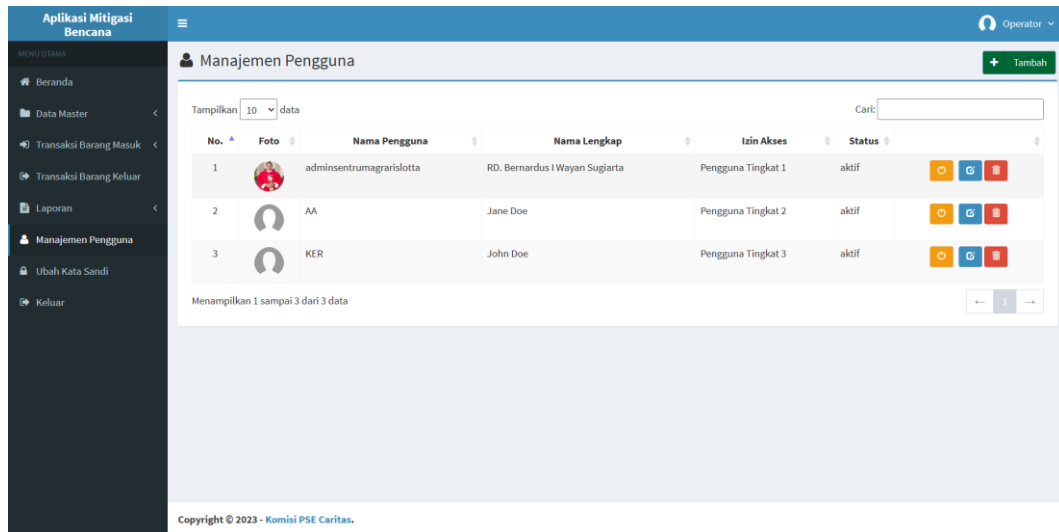 Aplikasi Mitigasi
Bencana
Operator
MENU UTAMA
Beranda
Data Master
Transaksi Barang Masuk
Transaksi Barang Keluar
Laporan
Manajemen Pengguna
Ubah Kata Sandi
Keluar
Manajemen Pengguna
+ Tambah
Tampilkan 10 data
Cari:
No. Foto Nama Pengguna Nama Lengkap Izin Akses Status
1 adminsentrumagrarislotta RD. Bernardus I Wayan Sugiarta Pengguna Tingkat 1 aktif
2 AA Jane Doe Pengguna Tingkat 2 aktif
3 KER John Doe Pengguna Tingkat 3 aktif
Menampilkan 1 sampai 3 dari 3 data
← 1 →
Copyright © 2023 - Komisi PSE Caritas.